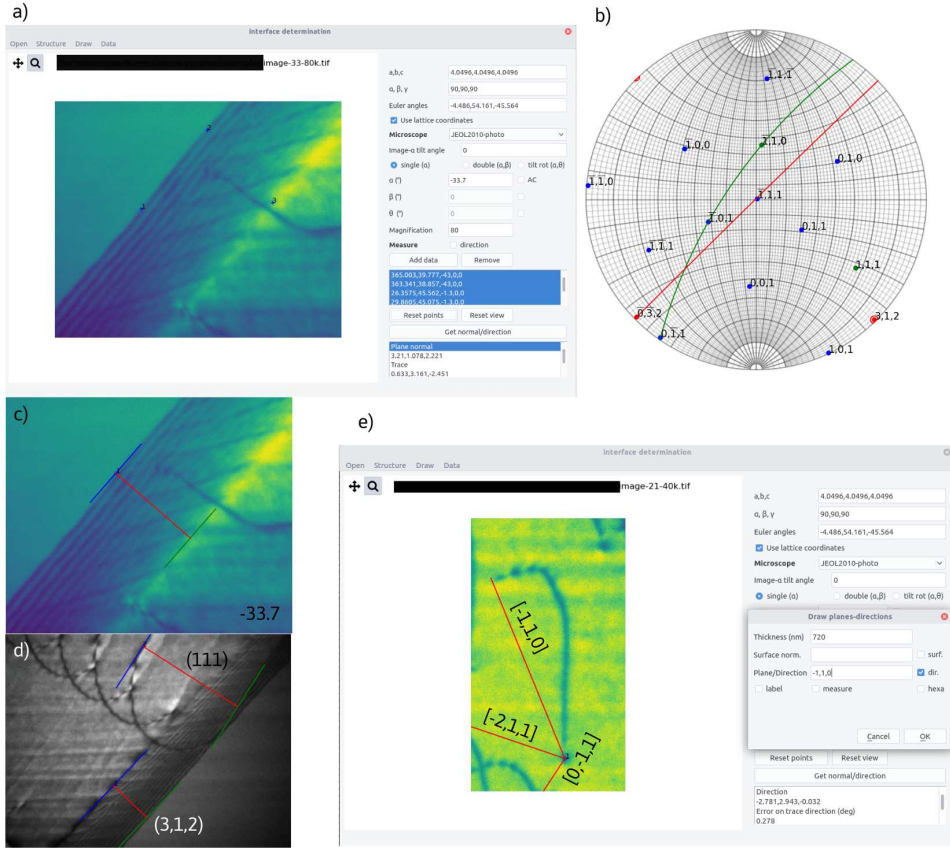 a)
interface determination
Open Structure Draw Data
image-33-80k.tif
a,b,c 4.0496,4.0496,4.0496
α, β, γ 90,90,90
Euler angles -4.486,54.161,-45.564
Use lattice coordinates
Microscope JEOL2010-photo
Image-α tilt angle 0
single (α) double (α,β) tilt rot (α,θ)
α (°) -33.7 AC
β (°) 0
θ (°) 0
Magnification 80
Measure direction
Add data Remove
365.003,39.777,-43,0,0
363.341,38.857,-43,0,0
26.3575,45.562,-1.3,0,0
29.8605,45.075,-1.3,0,0
Reset points Reset view
Get normal/direction
Plane normal
3.21,1.078,2.221
Trace
0.633,3.161,-2.451
b)
1̅,1,1̅
1̅,1,0
1̅,0,0
0,1,0
1̅,1̅,0
1̅,1,1
1̅,0,1
0,1,1
1̅,1̅,1
1,1,1
0,0,1
0,3̅,2
3,1,2
0,1̅,1
1,0,1
c)
-33.7
d)
(111)
(3,1,2)
e)
interface determination
Open Structure Draw Data
image-21-40k.tif
a,b,c 4.0496,4.0496,4.0496
α, β, γ 90,90,90
Euler angles -4.486,54.161,-45.564
Use lattice coordinates
Microscope JEOL2010-photo
Image-α tilt angle 0
single (α) double (α,β) tilt rot (α,θ)
[-1,1,0]
[-2,1,1]
[0,-1,1]
Draw planes-directions
Thickness (nm) 720
Surface norm. surf.
Plane/Direction -1,1,0 dir.
label measure hexa
Cancel OK
Reset points Reset view
Get normal/direction
Direction
-2.781,2.943,-0.032
Error on trace direction (deg)
0.278